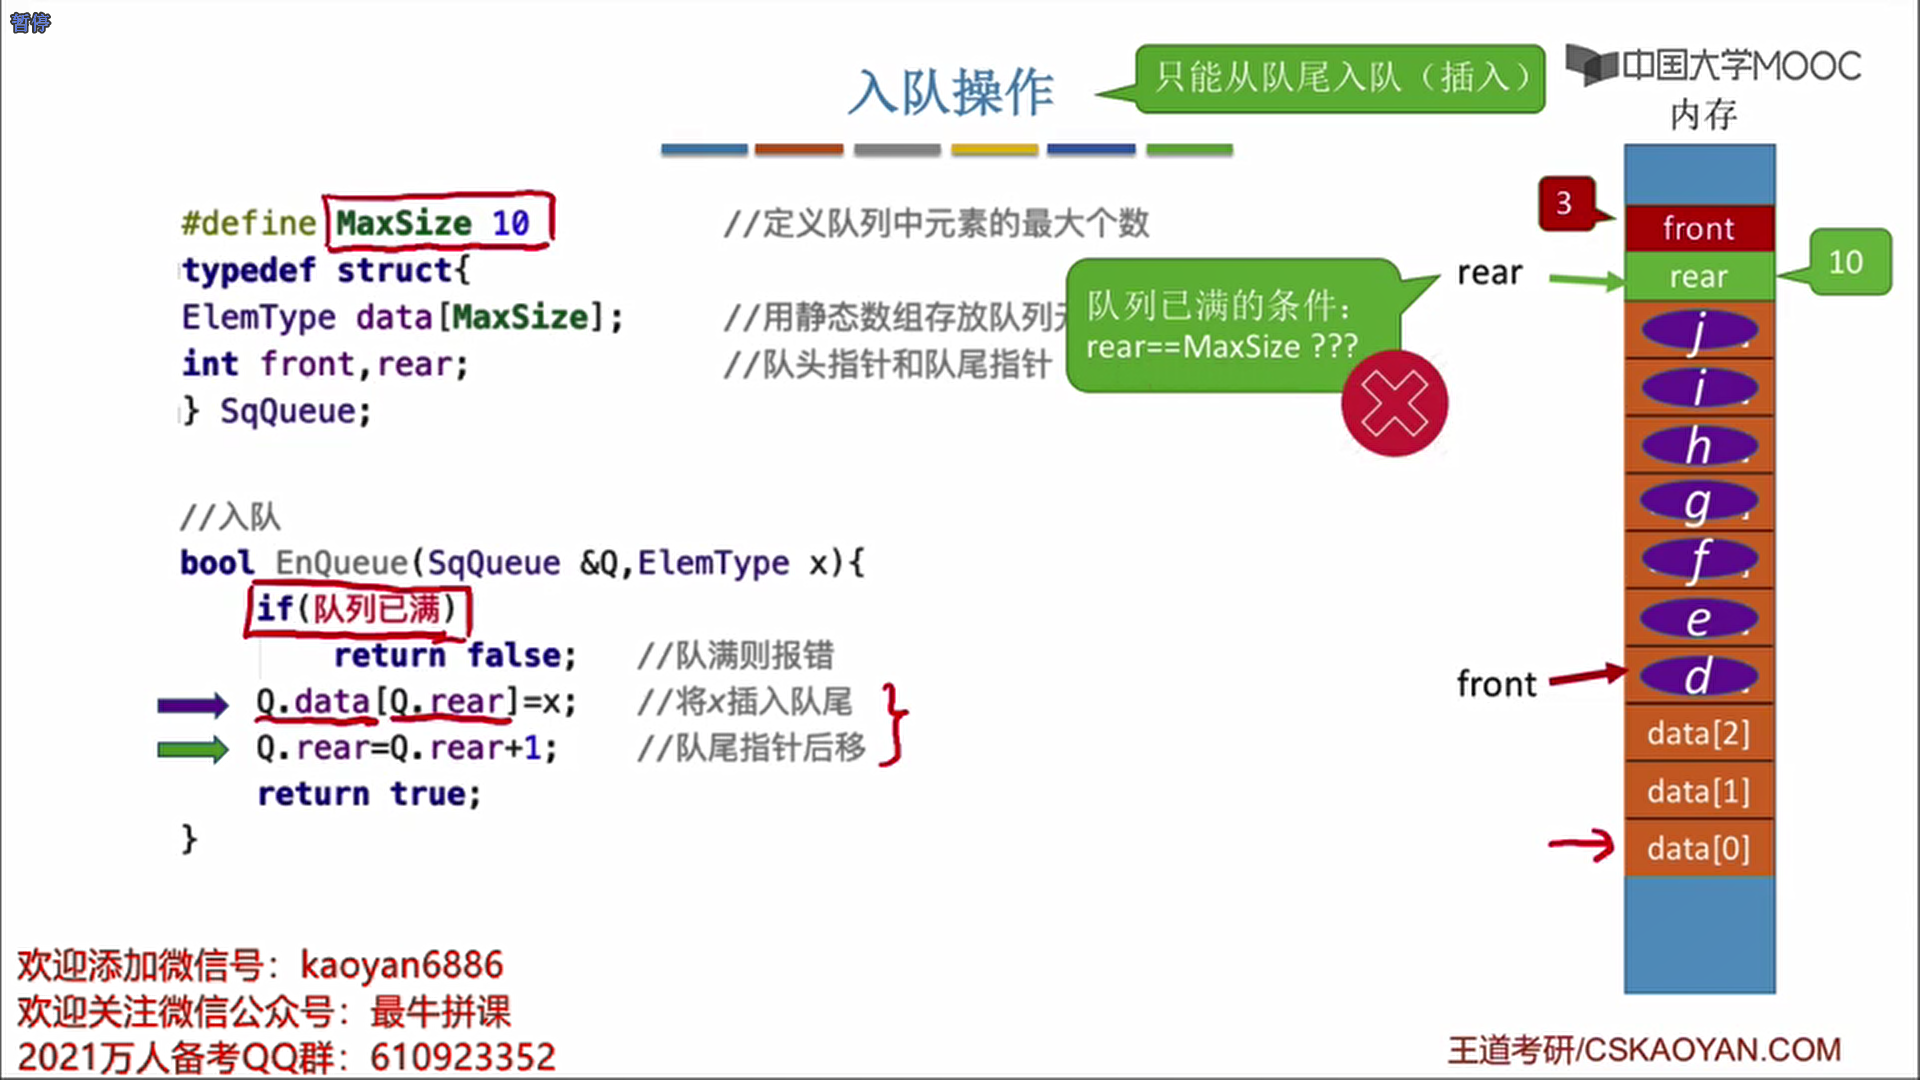 暂停
中国大学MOOC
入队操作
只能从队尾入队（插入）
内存
#define MaxSize 10 //定义队列中元素的最大个数
typedef struct{
ElemType data[MaxSize]; //用静态数组存放队列
int front,rear; //队头指针和队尾指针
} SqQueue;
队列已满的条件：
rear==MaxSize ???
//入队
bool EnQueue(SqQueue &Q,ElemType x){
if(队列已满)
return false; //队满则报错
Q.data[Q.rear]=x; //将x插入队尾
Q.rear=Q.rear+1; //队尾指针后移
return true;
}
3
front
rear
rear
10
j
i
h
g
f
e
front
d
data[2]
data[1]
data[0]
欢迎添加微信号：kaoyan6886
欢迎关注微信公众号：最牛拼课
2021万人备考QQ群：610923352
王道考研/CSKAOYAN.COM